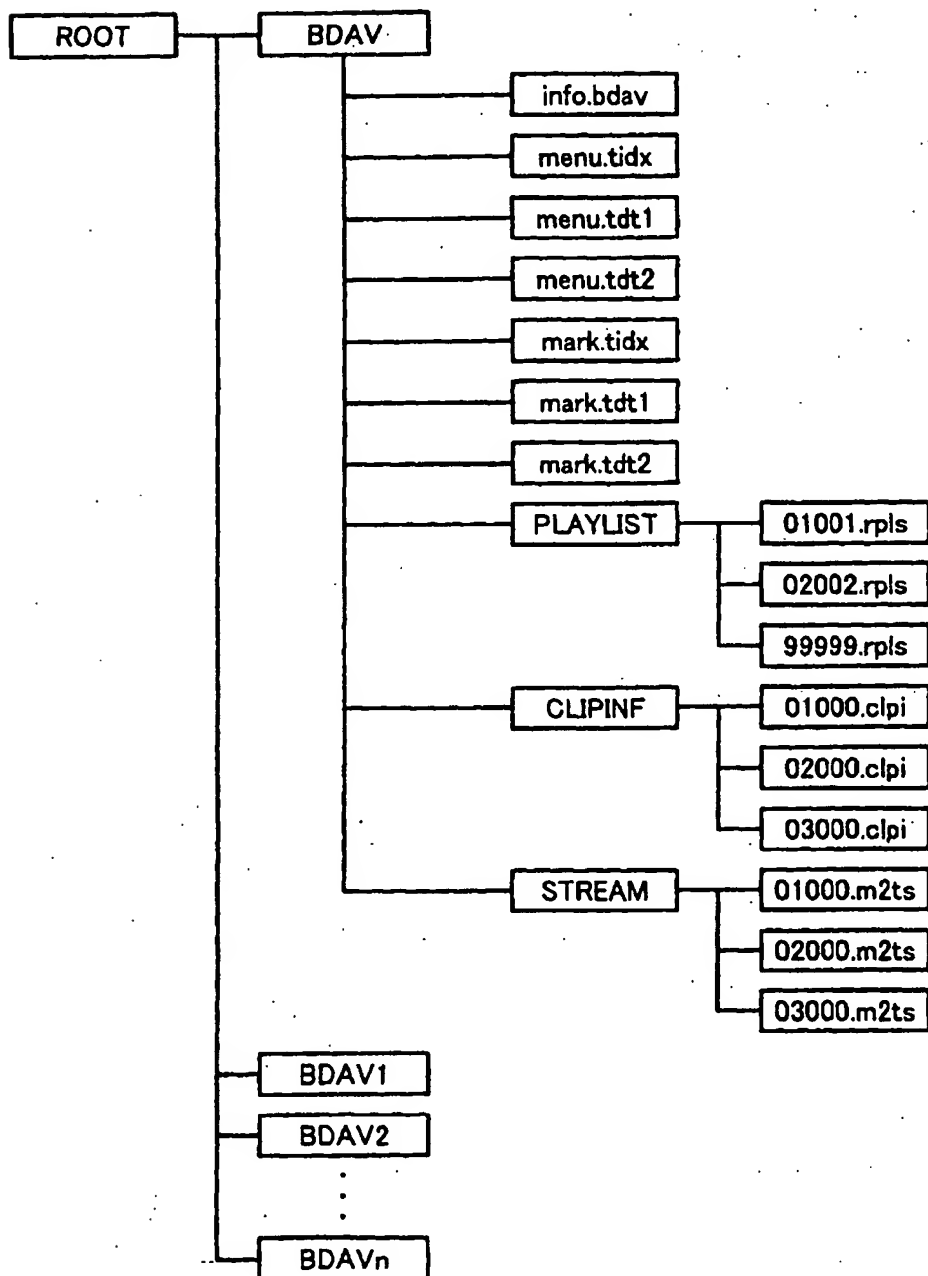 ROOT
BDAV
info.bdav
menu.tidx
menu.tdt1
menu.tdt2
mark.tidx
mark.tdt1
mark.tdt2
PLAYLIST
01001.rpls
02002.rpls
99999.rpls
CLIPINF
01000.clpi
02000.clpi
03000.clpi
STREAM
01000.m2ts
02000.m2ts
03000.m2ts
BDAV1
BDAV2
BDAVn